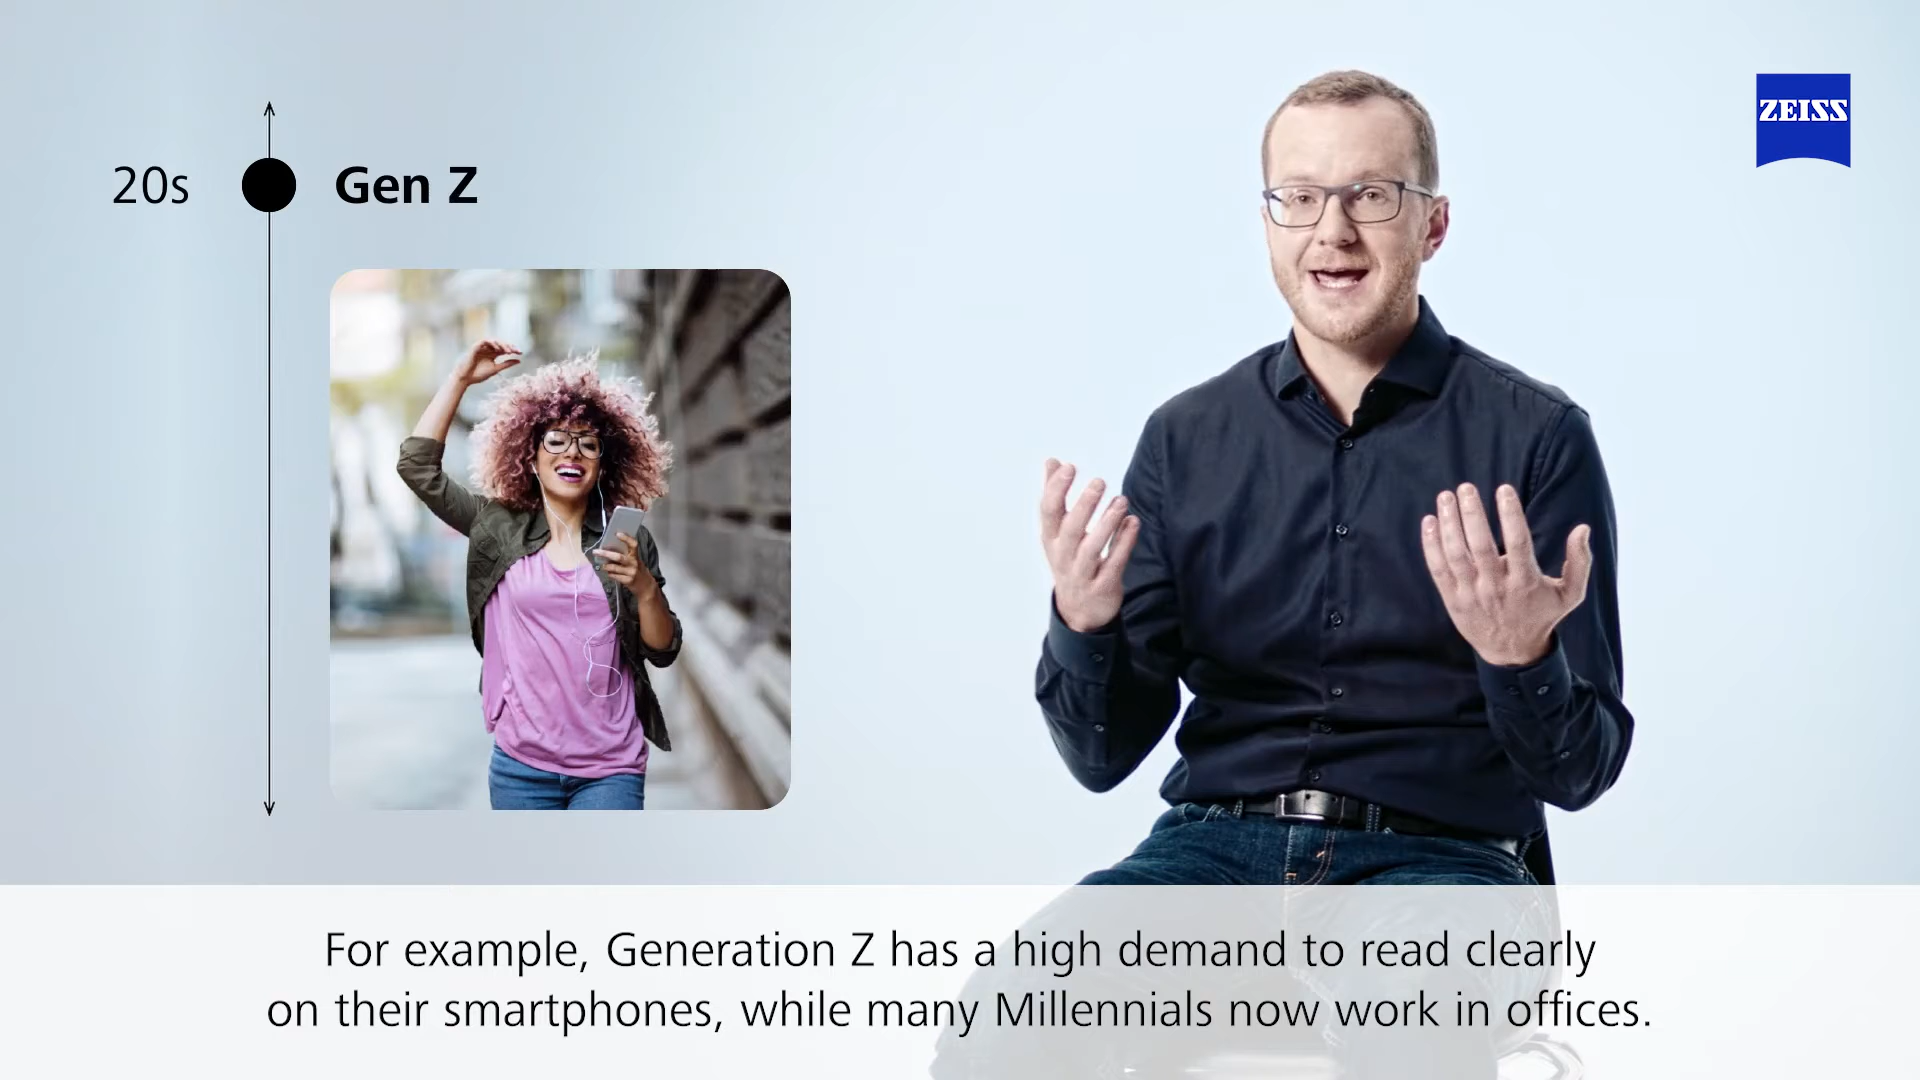 20s
Gen Z
ZEISS
For example, Generation Z has a high demand to read clearly
on their smartphones, while many Millennials now work in offices.